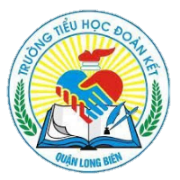 TRƯỜNG TIỂU HỌC ĐOÀN KẾT
QUẬN LONG BIÊN